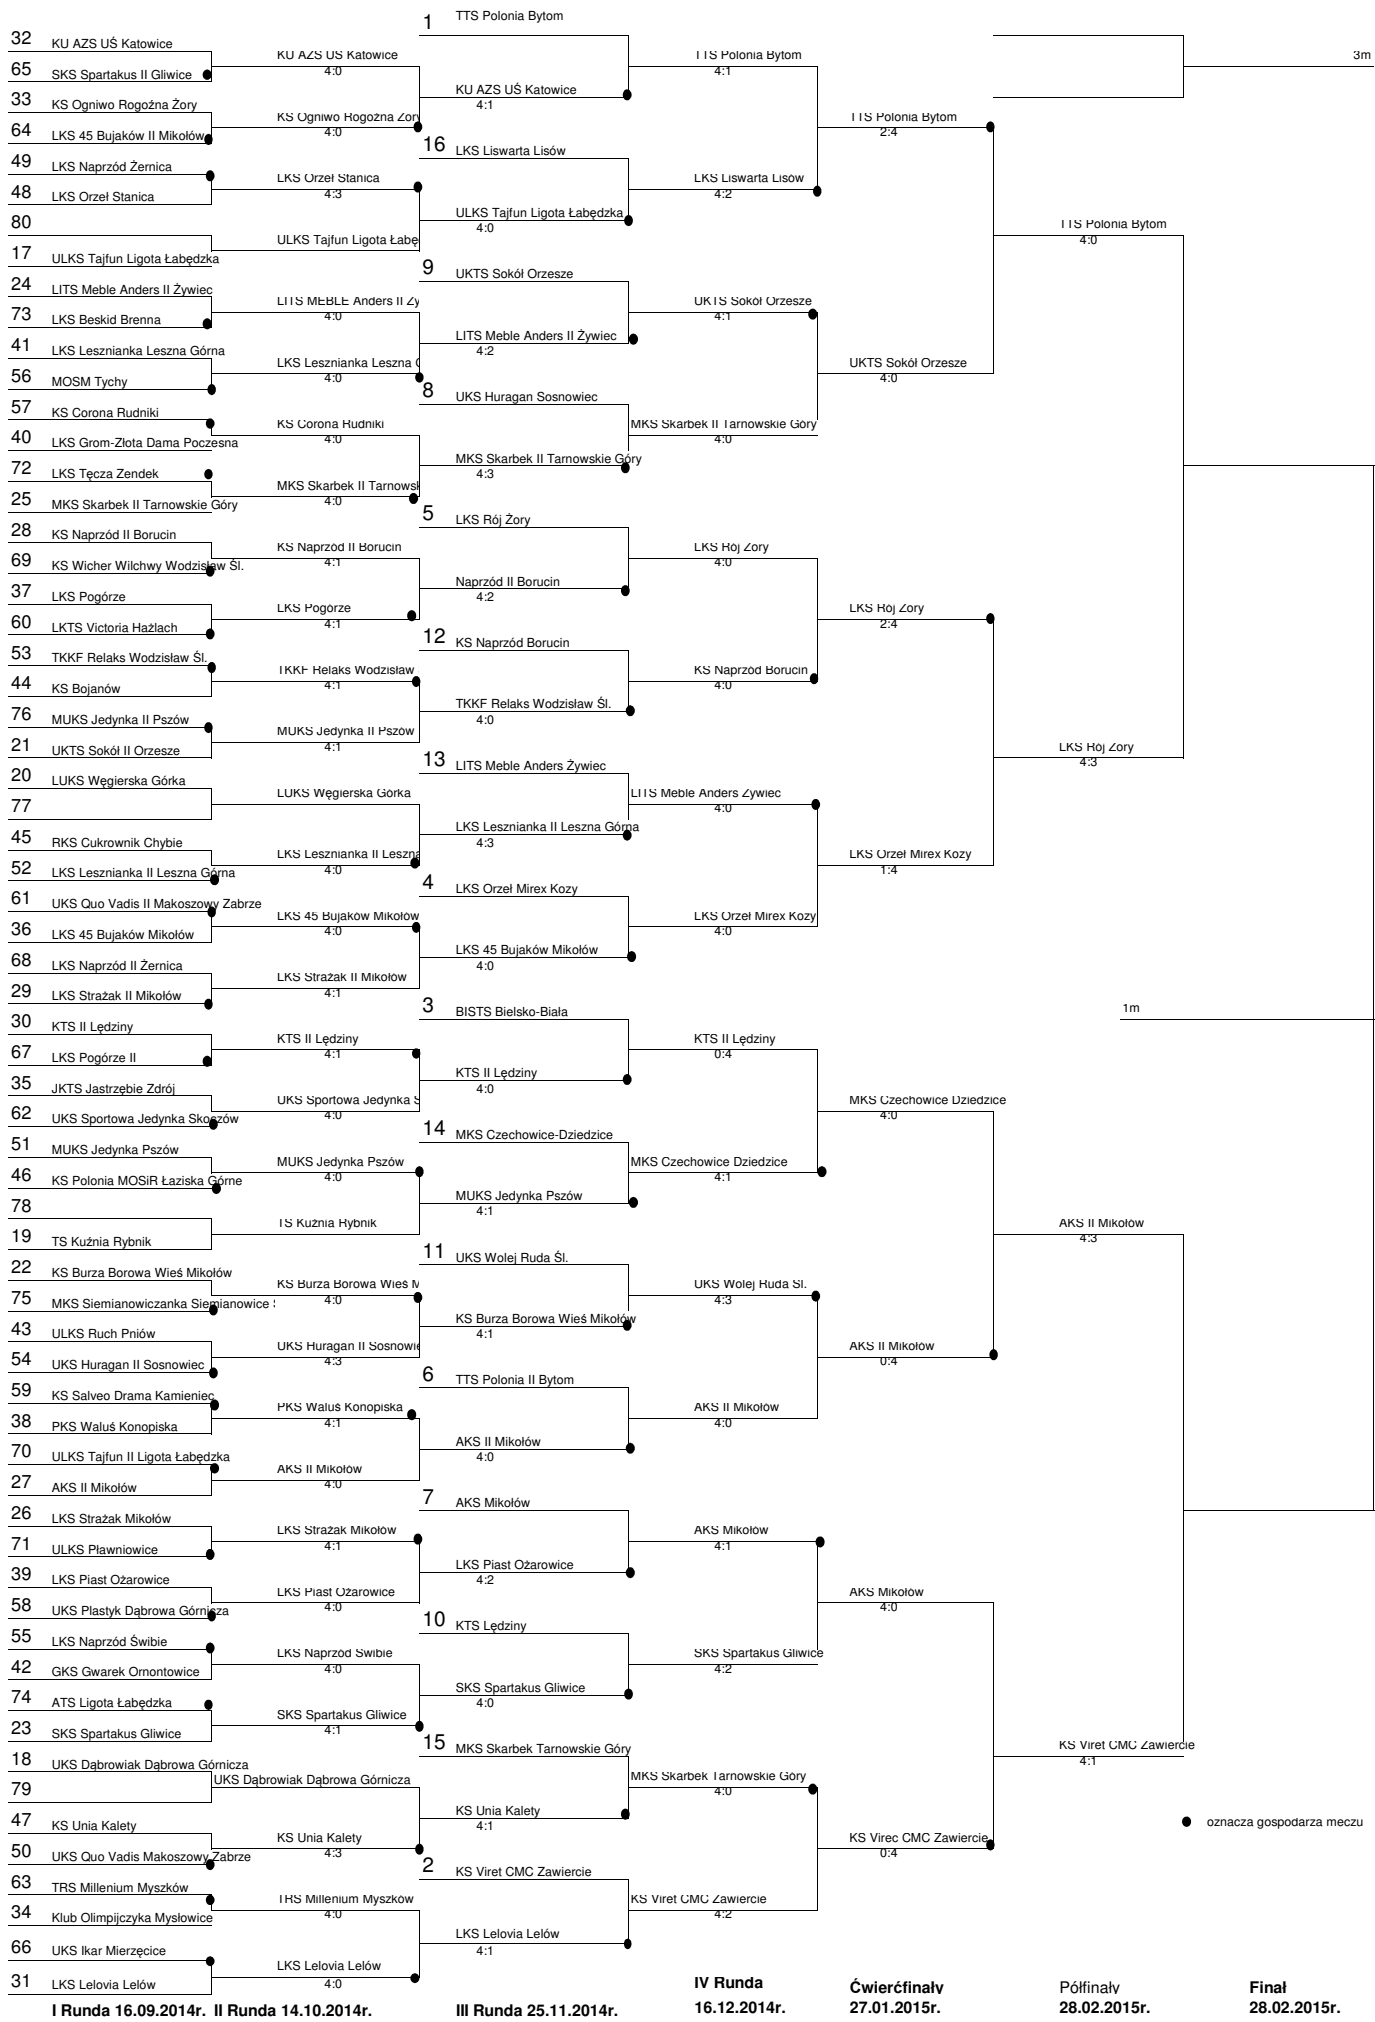 1 TTS Polonia Bytom
32 KU AZS UŚ Katowice
KU AZS UŚ Katowice
4:0
TTS Polonia Bytom
4:1
3m
65 SKS Spartakus II Gliwice
KU AZS UŚ Katowice
4:1
33 KS Ogniwo Rogoźna Żory
KS Ogniwo Rogoźna Żory
4:0
TTS Polonia Bytom
2:4
64 LKS 45 Bujaków II Mikołów
16 LKS Liswarta Lisów
49 LKS Naprzód Żernica
LKS Orzeł Stanica
4:3
LKS Liswarta Lisów
4:2
48 LKS Orzeł Stanica
ULKS Tajfun Ligota Łabędzka
4:0
80
TTS Polonia Bytom
4:0
ULKS Tajfun Ligota Łabę
17 ULKS Tajfun Ligota Łabędzka
9 UKTS Sokół Orzesze
24 LITS Meble Anders II Żywiec
LITS MEBLE Anders II Ży
4:0
UKTS Sokół Orzesze
4:1
73 LKS Beskid Brenna
LITS Meble Anders II Żywiec
4:2
41 LKS Lesznianka Leszna Górna
LKS Lesznianka Leszna G
4:0
UKTS Sokół Orzesze
4:0
56 MOSM Tychy
8 UKS Huragan Sosnowiec
57 KS Corona Rudniki
KS Corona Rudniki
4:0
MKS Skarbek II Tarnowskie Góry
4:0
40 LKS Grom-Złota Dama Poczesna
MKS Skarbek II Tarnowskie Góry
4:3
72 LKS Tęcza Zendek
MKS Skarbek II Tarnowsk
4:0
25 MKS Skarbek II Tarnowskie Góry
5 LKS Rój Żory
28 KS Naprzód II Borucin
KS Naprzód II Borucin
4:1
LKS Rój Żory
4:0
69 KS Wicher Wilchwy Wodzisław Śl.
Naprzód II Borucin
4:2
37 LKS Pogórze
LKS Pogórze
4:1
LKS Rój Żory
2:4
60 LKTS Victoria Hażlach
12 KS Naprzód Borucin
53 TKKF Relaks Wodzisław Śl.
TKKF Relaks Wodzisław
4:1
KS Naprzód Borucin
4:0
44 KS Bojanów
TKKF Relaks Wodzisław Śl.
4:0
76 MUKS Jedynka II Pszów
MUKS Jedynka II Pszów
4:1
LKS Rój Żory
4:3
21 UKTS Sokół II Orzesze
13 LITS Meble Anders Żywiec
20 LUKS Węgierska Górka
LUKS Węgierska Górka
LITS Meble Anders Żywiec
4:0
77
LKS Lesznianka II Leszna Górna
4:3
45 RKS Cukrownik Chybie
LKS Lesznianka II Leszna
4:0
LKS Orzeł Mirex Kozy
1:4
52 LKS Lesznianka II Leszna Górna
4 LKS Orzeł Mirex Kozy
61 UKS Quo Vadis II Makoszowy Zabrze
LKS 45 Bujaków Mikołów
4:0
LKS Orzeł Mirex Kozy
4:0
36 LKS 45 Bujaków Mikołów
LKS 45 Bujaków Mikołów
4:0
68 LKS Naprzód II Żernica
LKS Strażak II Mikołów
4:1
29 LKS Strażak II Mikołów
3 BISTS Bielsko-Biała
1m
30 KTS II Lędziny
KTS II Lędziny
4:1
KTS II Lędziny
0:4
67 LKS Pogórze II
KTS II Lędziny
4:0
35 JKTS Jastrzębie Zdrój
UKS Sportowa Jedynka S
4:0
MKS Czechowice Dziedzice
4:0
62 UKS Sportowa Jedynka Skoczów
14 MKS Czechowice-Dziedzice
51 MUKS Jedynka Pszów
MUKS Jedynka Pszów
4:0
MKS Czechowice Dziedzice
4:1
46 KS Polonia MOSiR Łaziska Górne
MUKS Jedynka Pszów
4:1
78
TS Kuźnia Rybnik
AKS II Mikołów
4:3
19 TS Kuźnia Rybnik
11 UKS Wolej Ruda Śl.
22 KS Burza Borowa Wieś Mikołów
KS Burza Borowa Wieś M
4:0
UKS Wolej Ruda Śl.
4:3
75 MKS Siemianowiczanka Siemianowice
KS Burza Borowa Wieś Mikołów
4:1
43 ULKS Ruch Pniów
UKS Huragan II Sosnowie
4:3
AKS II Mikołów
0:4
54 UKS Huragan II Sosnowiec
6 TTS Polonia II Bytom
59 KS Salveo Drama Kamieniec
PKS Waluś Konopiska
4:1
AKS II Mikołów
4:0
38 PKS Waluś Konopiska
AKS II Mikołów
4:0
70 ULKS Tajfun II Ligota Łabędzka
AKS II Mikołów
4:0
27 AKS II Mikołów
7 AKS Mikołów
26 LKS Strażak Mikołów
LKS Strażak Mikołów
4:1
AKS Mikołów
4:1
71 ULKS Pławniowice
LKS Piast Ożarowice
4:2
39 LKS Piast Ożarowice
LKS Piast Ożarowice
4:0
AKS Mikołów
4:0
58 UKS Plastyk Dąbrowa Górnicza
10 KTS Lędziny
55 LKS Naprzód Świbie
LKS Naprzód Świbie
4:0
SKS Spartakus Gliwice
4:2
42 GKS Gwarek Ornontowice
SKS Spartakus Gliwice
4:0
74 ATS Ligota Łabędzka
SKS Spartakus Gliwice
4:1
23 SKS Spartakus Gliwice
15 MKS Skarbek Tarnowskie Góry
KS Viret CMC Zawiercie
4:1
18 UKS Dąbrowiak Dąbrowa Górnicza
UKS Dąbrowiak Dąbrowa Górnicza
MKS Skarbek Tarnowskie Góry
4:0
79
KS Unia Kalety
4:1
47 KS Unia Kalety
KS Unia Kalety
4:3
KS Virec CMC Zawiercie
0:4
oznacza gospodarza meczu
50 UKS Quo Vadis Makoszowy Zabrze
2 KS Viret CMC Zawiercie
63 TRS Millenium Myszków
TRS Millenium Myszków
4:0
KS Viret CMC Zawiercie
4:2
34 Klub Olimpijczyka Mysłowice
LKS Lelovia Lelów
4:1
66 UKS Ikar Mierzęcice
LKS Lelovia Lelów
4:0
31 LKS Lelovia Lelów
IV Runda Ćwierćfinały Półfinały Finał
I Runda 16.09.2014r. II Runda 14.10.2014r. III Runda 25.11.2014r. 16.12.2014r. 27.01.2015r. 28.02.2015r. 28.02.2015r.